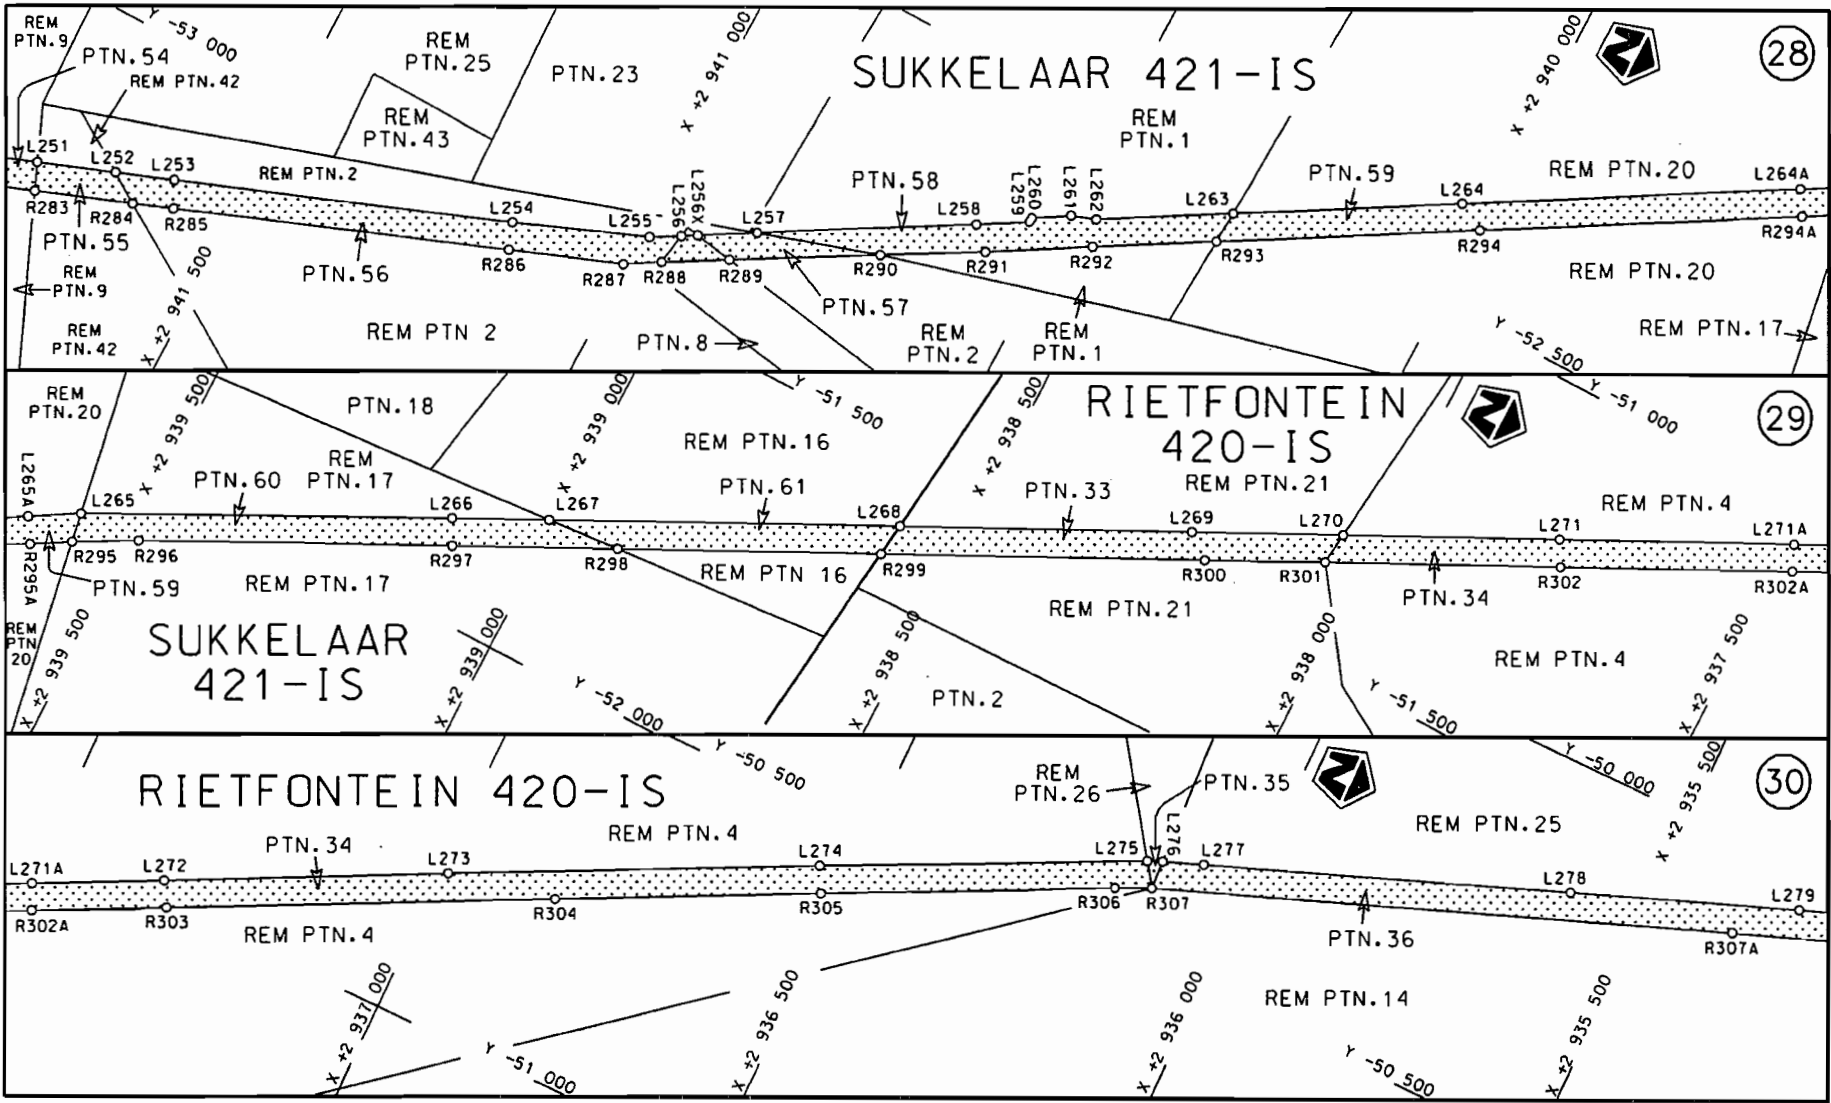 REM
PTN.9
Y -53 000
PTN.54
REM PTN.42
REM
PTN.25
PTN.23
X +2 941 000
SUKKELAAR 421-IS
X +2 940 000
28
REM
PTN.43
REM
PTN.1
L251
L252
L253
REM PTN.2
L254
L255
L256
L256X
L257
PTN.58
L258
L259
L260
L261
L262
L263
PTN.59
L264
REM PTN.20
L264A
R283
R284
R285
PTN.55
PTN.56
R286
R287
R288
R289
R290
R291
R292
R293
R294
R294A
REM
PTN.9
REM
PTN.42
X +2 941 500
REM PTN 2
PTN.8
PTN.57
REM
PTN.2
REM
PTN.1
REM PTN.20
Y -52 500
REM PTN.17
REM
PTN.20
X +2 939 500
PTN.18
X +2 939 000
Y -51 500
REM PTN.16
X +2 938 500
RIETFONTEIN
420-IS
Y -51 000
29
L265A
L265
PTN.60
REM
PTN.17
L266
L267
PTN.61
L268
PTN.33
REM PTN.21
L269
L270
REM PTN.4
L271
L271A
R295A
R295
R296
PTN.59
REM PTN.17
R297
R298
REM PTN 16
R299
R300
R301
R302
R302A
REM PTN.21
PTN.34
REM
PTN
20
X +2 939 500
SUKKELAAR
421-IS
X +2 939 000
Y -52 000
X +2 938 500
PTN.2
X +2 938 000
Y -51 500
REM PTN.4
X +2 937 500
RIETFONTEIN 420-IS
Y -50 500
REM
PTN.26
PTN.35
Y -50 000
X +2 935 500
30
L271A
L272
PTN.34
L273
REM PTN.4
L274
L275
L276
L277
REM PTN.25
L278
L279
R302A
R303
REM PTN.4
R304
R305
R306
R307
PTN.36
R307A
X +2 937 000
Y -51 000
X +2 936 500
X +2 936 000
REM PTN.14
Y -50 500
X +2 935 500